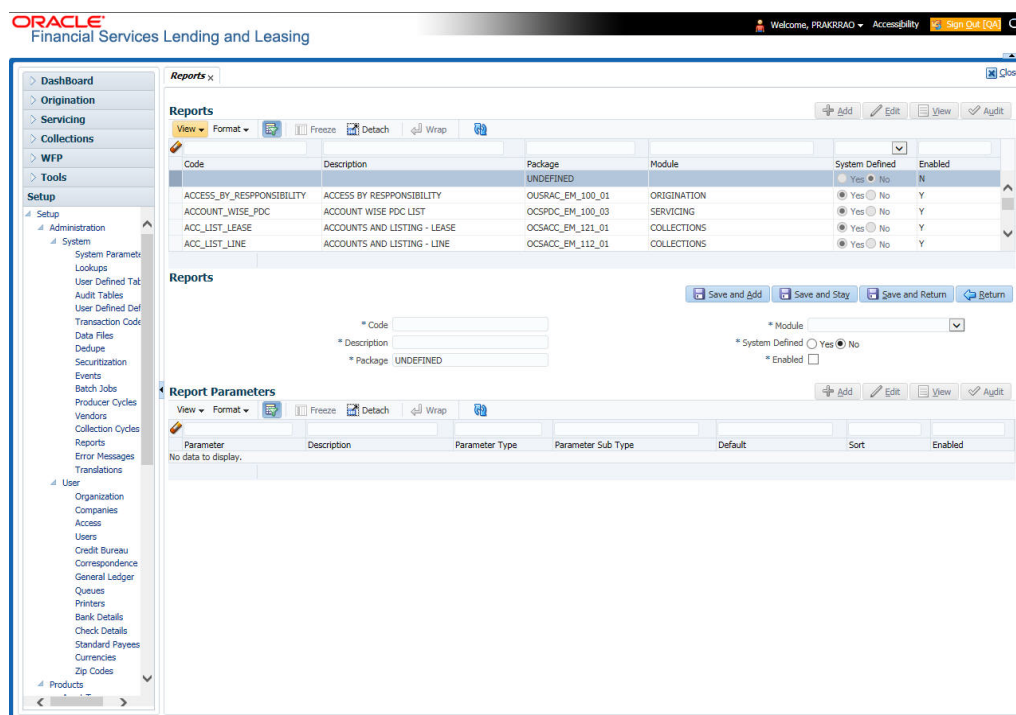 ORACLE
Financial Services Lending and Leasing
Welcome, PRAKRRAO Accessibility Sign Out [QA]
DashBoard
Origination
Servicing
Collections
WFP
Tools
Setup
Setup
Administration
System
System Paramete
Lookups
User Defined Tab
Audit Tables
User Defined Def
Transaction Code
Data Files
Dedupe
Securitization
Events
Batch Jobs
Producer Cycles
Vendors
Collection Cycles
Reports
Error Messages
Translations
User
Organization
Companies
Access
Users
Credit Bureau
Correspondence
General Ledger
Queues
Printers
Bank Details
Check Details
Standard Payees
Currencies
Zip Codes
Products
Reports
Clos
Reports
Add Edit View Audit
View Format Freeze Detach Wrap
Code Description Package Module System Defined Enabled
UNDEFINED Yes No N
ACCESS_BY_RESPPONSIBILITY ACCESS BY RESPPONSIBILITY OUSRAC_EM_100_01 ORIGINATION Yes No Y
ACCOUNT_WISE_PDC ACCOUNT WISE PDC LIST OCSPDC_EM_100_03 SERVICING Yes No Y
ACC_LIST_LEASE ACCOUNTS AND LISTING - LEASE OCSACC_EM_121_01 COLLECTIONS Yes No Y
ACC_LIST_LINE ACCOUNTS AND LISTING - LINE OCSACC_EM_112_01 COLLECTIONS Yes No Y
Reports
Save and Add Save and Stay Save and Return Return
* Code
* Description
* Package UNDEFINED
* Module
* System Defined Yes No
* Enabled
Report Parameters
Add Edit View Audit
View Format Freeze Detach Wrap
Parameter Description Parameter Type Parameter Sub Type Default Sort Enabled
No data to display.